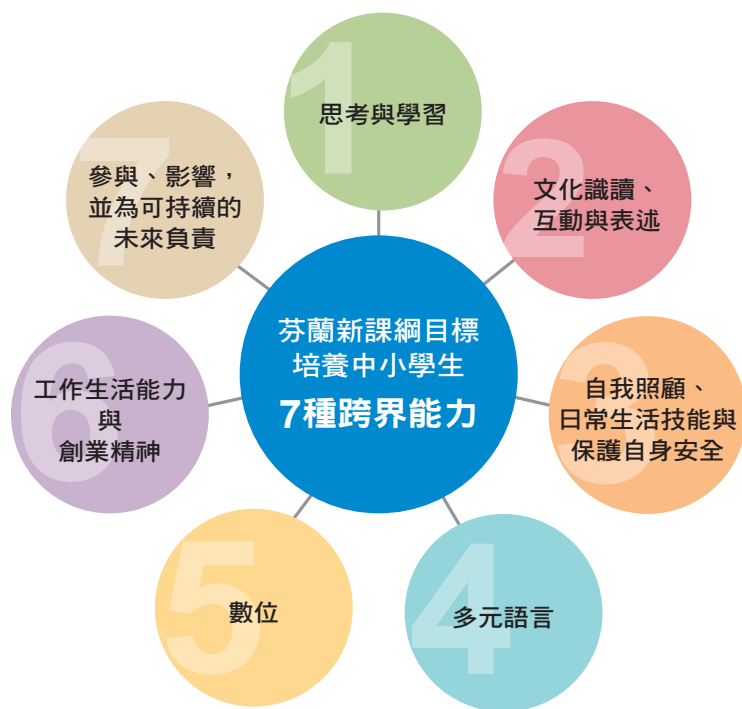 芬蘭新課綱目標
培養中小學生
7種跨界能力
1
思考與學習
2
文化識讀、
互動與表述
3
自我照顧、
日常生活技能與
保護自身安全
4
多元語言
5
數位
6
工作生活能力
與
創業精神
7
參與、影響，
並為可持續的
未來負責